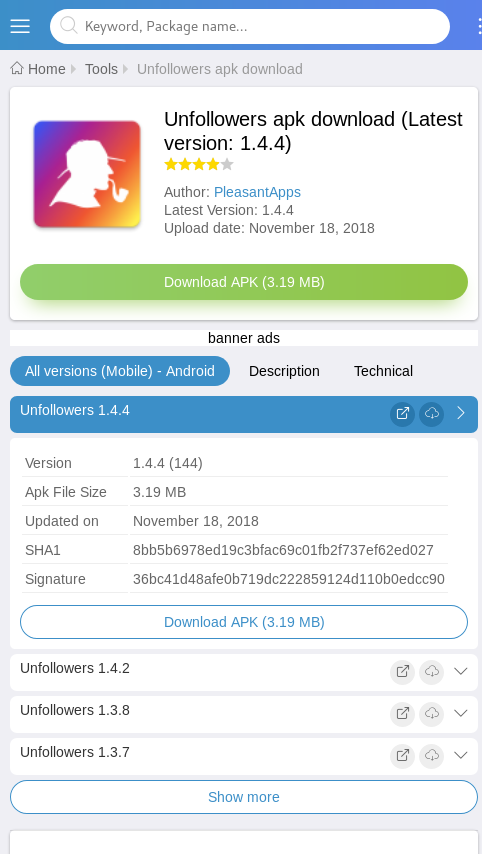 Keyword, Package name...
Home Tools Unfollowers apk download
Unfollowers apk download (Latest
version: 1.4.4)
Author: PleasantApps
Latest Version: 1.4.4
Upload date: November 18, 2018
Download APK (3.19 MB)
banner ads
All versions (Mobile) - Android Description Technical
Unfollowers 1.4.4
Version 1.4.4 (144)
Apk File Size 3.19 MB
Updated on November 18, 2018
SHA1 8bb5b6978ed19c3bfac69c01fb2f737ef62ed027
Signature 36bc41d48afe0b719dc222859124d110b0edcc90
Download APK (3.19 MB)
Unfollowers 1.4.2
Unfollowers 1.3.8
Unfollowers 1.3.7
Show more